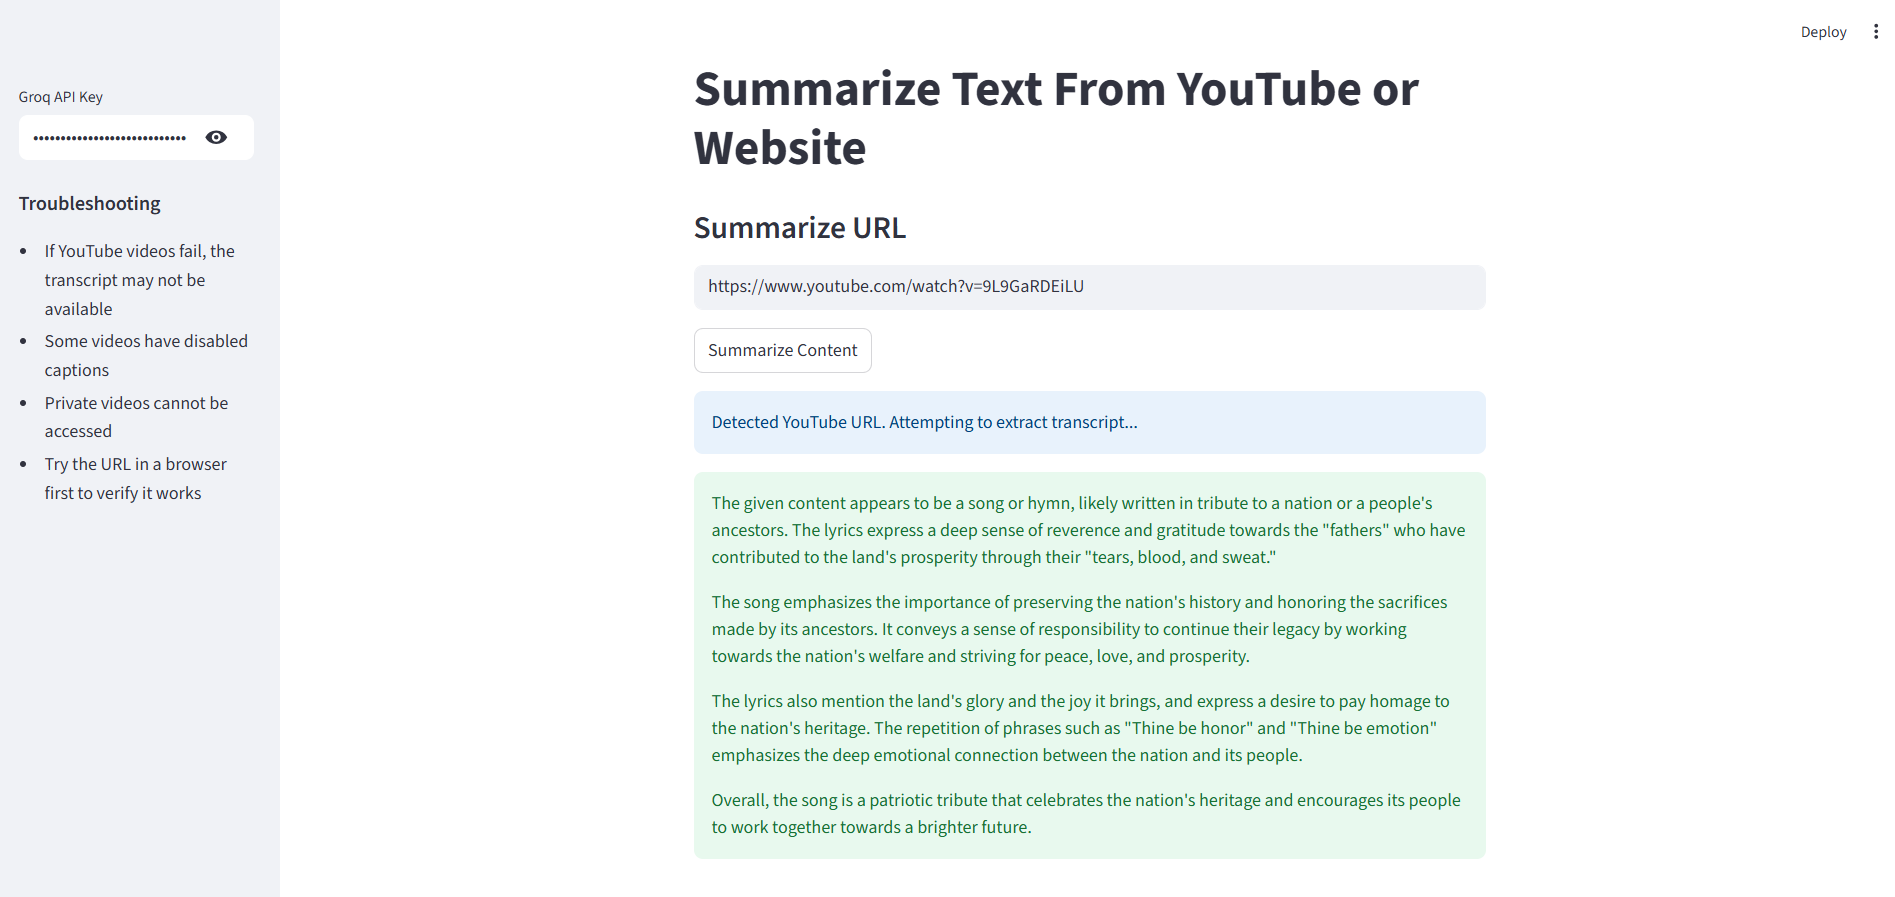 Deploy
Groq API Key
••••••••••••••••••••••••••••
Troubleshooting
• If YouTube videos fail, the
transcript may not be
available
• Some videos have disabled
captions
• Private videos cannot be
accessed
• Try the URL in a browser
first to verify it works
Summarize Text From YouTube or
Website
Summarize URL
https://www.youtube.com/watch?v=9L9GaRDEiLU
Summarize Content
Detected YouTube URL. Attempting to extract transcript...
The given content appears to be a song or hymn, likely written in tribute to a nation or a people's
ancestors. The lyrics express a deep sense of reverence and gratitude towards the "fathers" who have
contributed to the land's prosperity through their "tears, blood, and sweat."
The song emphasizes the importance of preserving the nation's history and honoring the sacrifices
made by its ancestors. It conveys a sense of responsibility to continue their legacy by working
towards the nation's welfare and striving for peace, love, and prosperity.
The lyrics also mention the land's glory and the joy it brings, and express a desire to pay homage to
the nation's heritage. The repetition of phrases such as "Thine be honor" and "Thine be emotion"
emphasizes the deep emotional connection between the nation and its people.
Overall, the song is a patriotic tribute that celebrates the nation's heritage and encourages its people
to work together towards a brighter future.